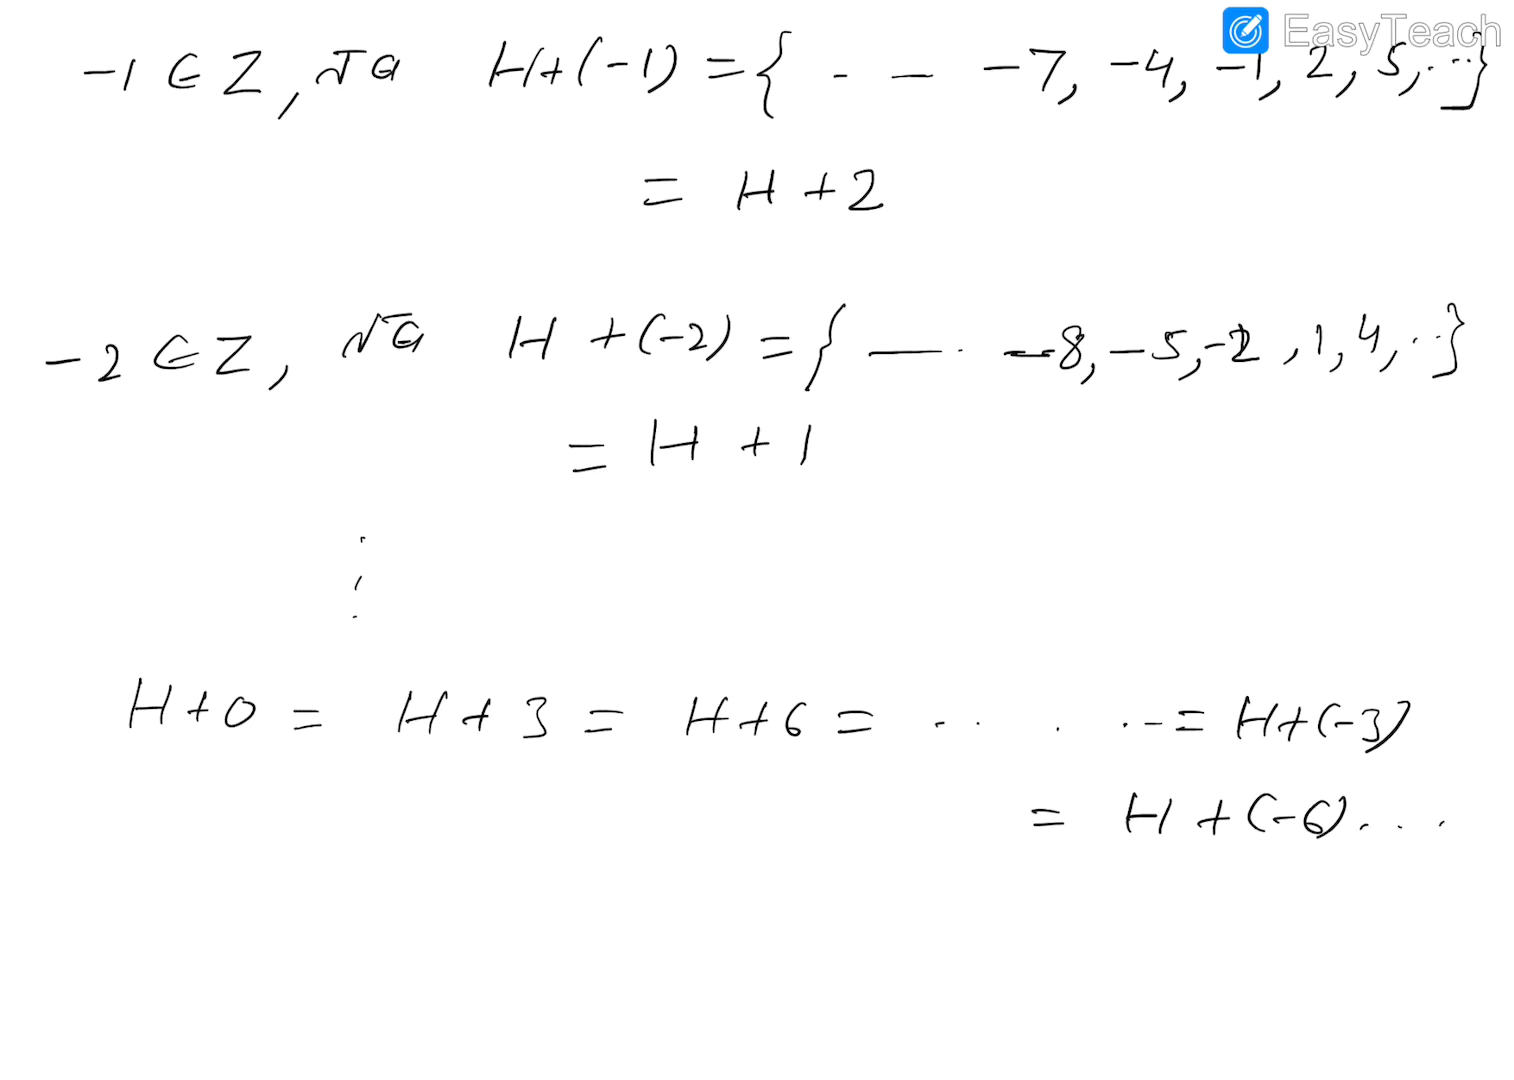 EasyTeach
-1 ∈ Z, H+(-1) = { . – -7, -4, -1, 2, 5, ...}
= H + 2
-2 ∈ Z, H + (-2) = { — . -8, -5, -2, 1, 4, ...}
= H + 1
⋮
H+0 = H+3 = H+6 = ... . ..- = H+(-3)
= H + (-6)...